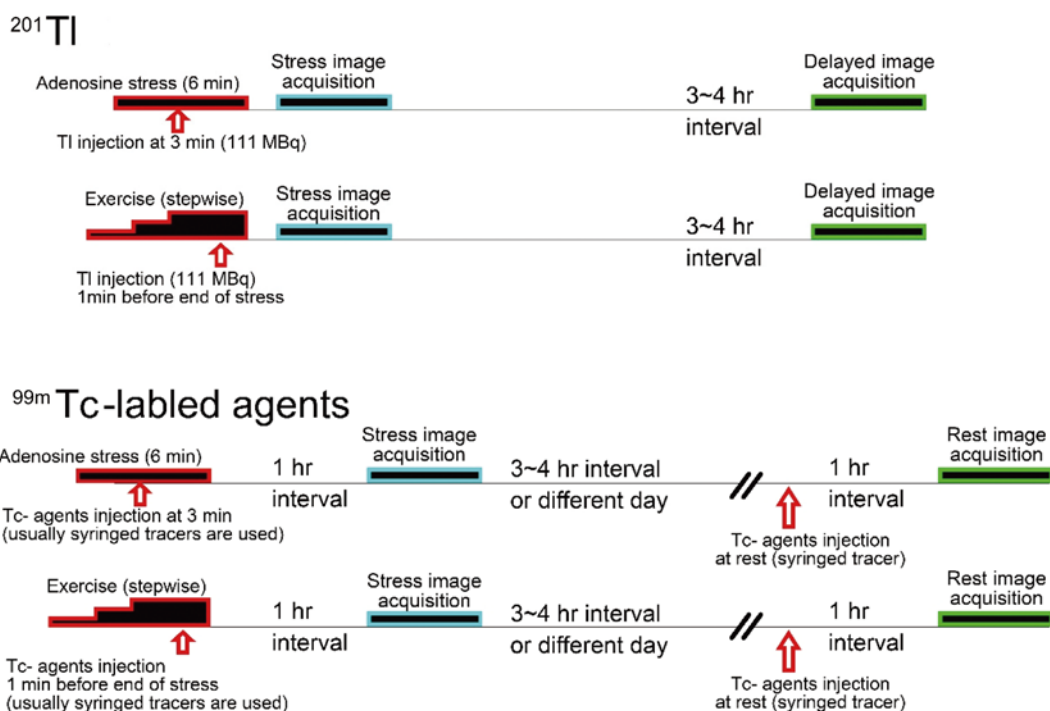 201 Tl
Adenosine stress (6 min)
Stress image
acquisition
3~4 hr
interval
Delayed image
acquisition
Tl injection at 3 min (111 MBq)
Exercise (stepwise)
Stress image
acquisition
3~4 hr
interval
Delayed image
acquisition
Tl injection (111 MBq)
1min before end of stress
99m Tc-labled agents
Adenosine stress (6 min)
1 hr
interval
Stress image
acquisition
3~4 hr interval
or different day
1 hr
interval
Rest image
acquisition
Tc- agents injection at 3 min
(usually syringed tracers are used)
Tc- agents injection
at rest (syringed tracer)
Exercise (stepwise)
1 hr
interval
Stress image
acquisition
3~4 hr interval
or different day
1 hr
interval
Rest image
acquisition
Tc- agents injection
1 min before end of stress
(usually syringed tracers are used)
Tc- agents injection
at rest (syringed tracer)